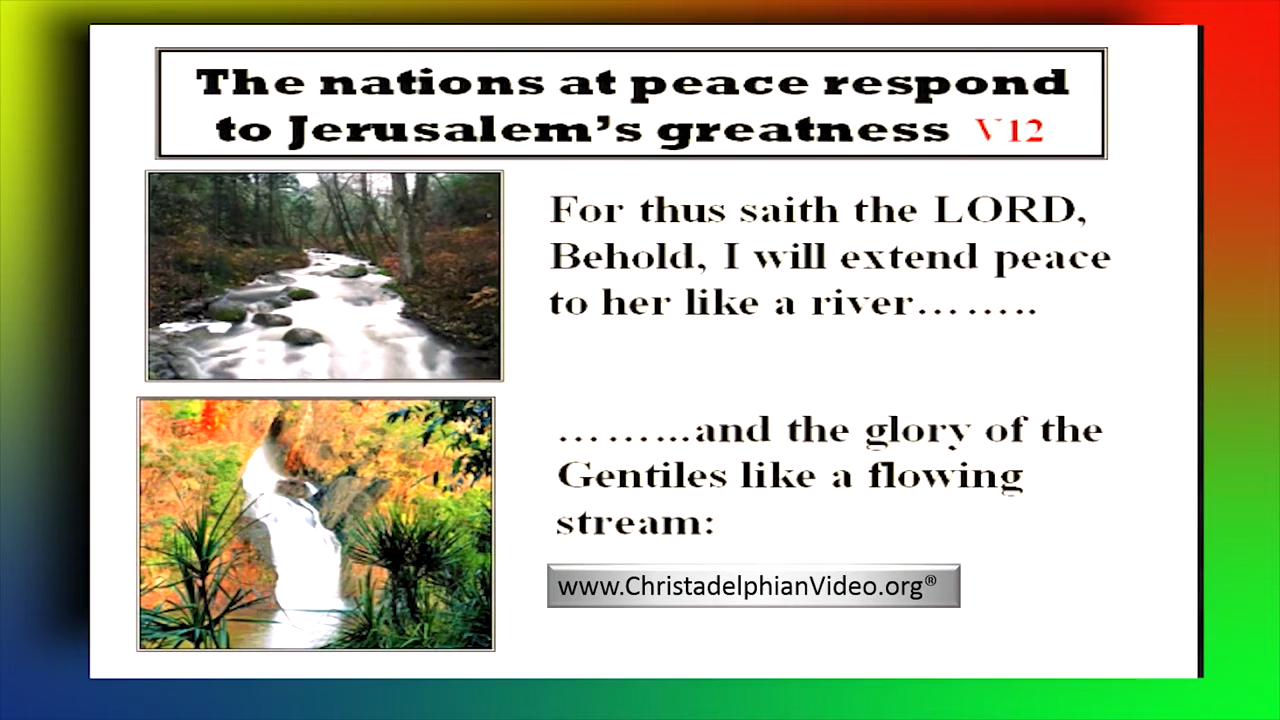 The nations at peace respond
to Jerusalem's greatness V12
For thus saith the LORD,
Behold, I will extend peace
to her like a river........
.........and the glory of the
Gentiles like a flowing
stream:
www.ChristadelphianVideo.org®